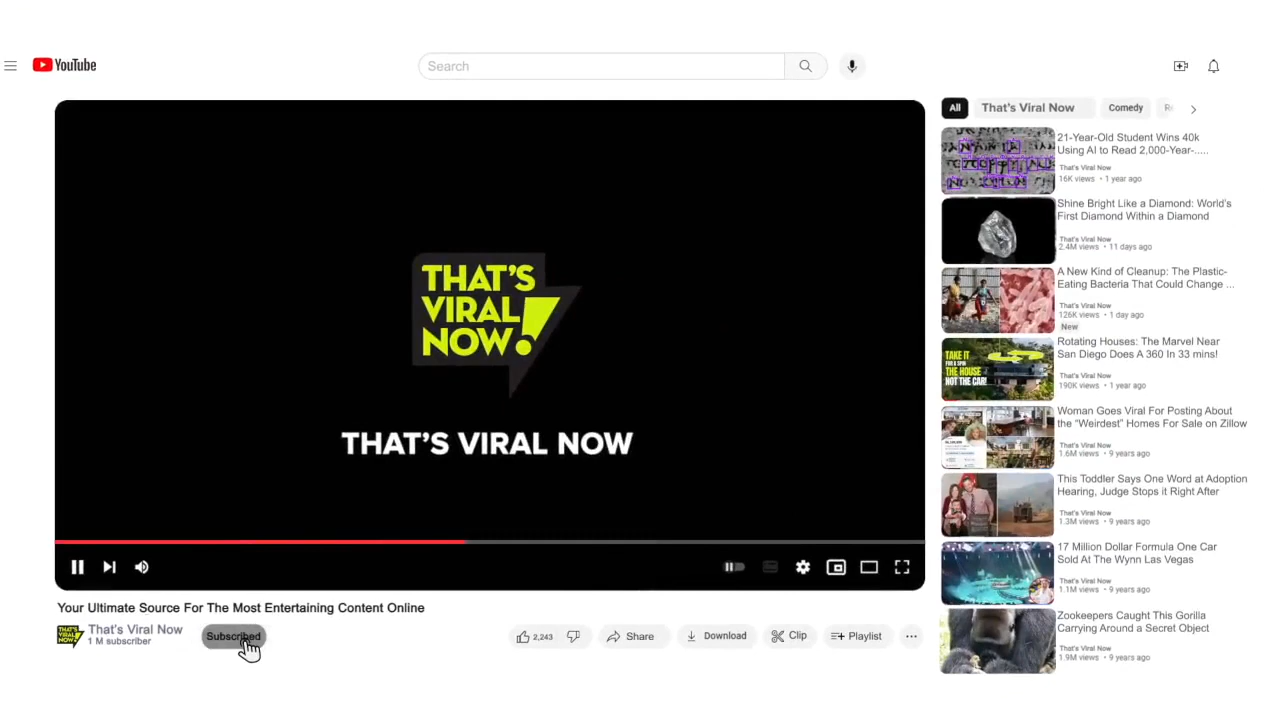 YouTube
Search
THAT'S
VIRAL
NOW!
THAT'S VIRAL NOW
Your Ultimate Source For The Most Entertaining Content Online
That's Viral Now
1 M subscriber
Subscribed
2,243
Share
Download
Clip
Playlist
All
That's Viral Now
Comedy
21-Year-Old Student Wins 40k
Using AI to Read 2,000-Year-.....
That's Viral Now
16K views • 1 year ago
Shine Bright Like a Diamond: World's
First Diamond Within a Diamond
That's Viral Now
2.4M views • 11 days ago
A New Kind of Cleanup: The Plastic-
Eating Bacteria That Could Change ...
That's Viral Now
126K views • 1 day ago
New
TAKE IT
FOR A SPIN
THE HOUSE
NOT THE CAR!
Rotating Houses: The Marvel Near
San Diego Does A 360 In 33 mins!
That's Viral Now
190K views • 1 year ago
Woman Goes Viral For Posting About
the "Weirdest" Homes For Sale on Zillow
That's Viral Now
1.6M views • 9 years ago
This Toddler Says One Word at Adoption
Hearing, Judge Stops it Right After
That's Viral Now
1.3M views • 9 years ago
17 Million Dollar Formula One Car
Sold At The Wynn Las Vegas
That's Viral Now
1.1M views • 9 years ago
Zookeepers Caught This Gorilla
Carrying Around a Secret Object
That's Viral Now
1.9M views • 9 years ago